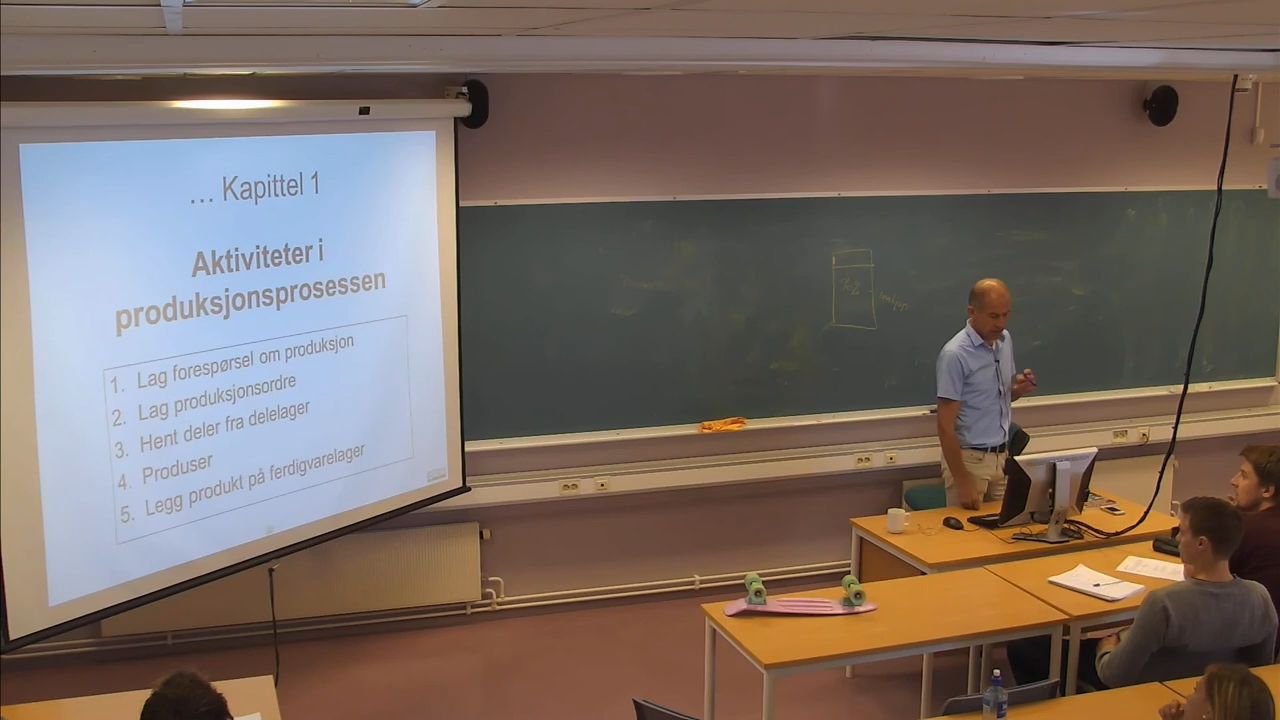 ... Kapittel 1
Aktiviteter i
produksjonsprosessen
1. Lag forespørsel om produksjon
2. Lag produksjonsordre
3. Hent deler fra delelager
4. Produser
5. Legg produkt på ferdigvarelager